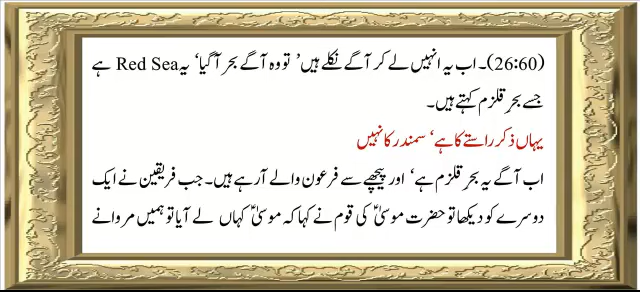 (26:60)۔ اب یہ انہیں لے کر آگے نکلے ہیں’ تو وہ آگے بحر آ گیا‘ یہ Red Sea ہے
جسے بحر قلزم کہتے ہیں۔
یہاں ذکر راستے کا ہے‘ سمندر کا نہیں
اب آگے یہ بحر قلزم ہے‘ اور پیچھے سے فرعون والے آ رہے ہیں۔ جب فریقین نے ایک
دوسرے کو دیکھا تو حضرت موسیٰؑ کی قوم نے کہا کہ موسیٰؑ کہاں لے آیا تو ہمیں مروانے